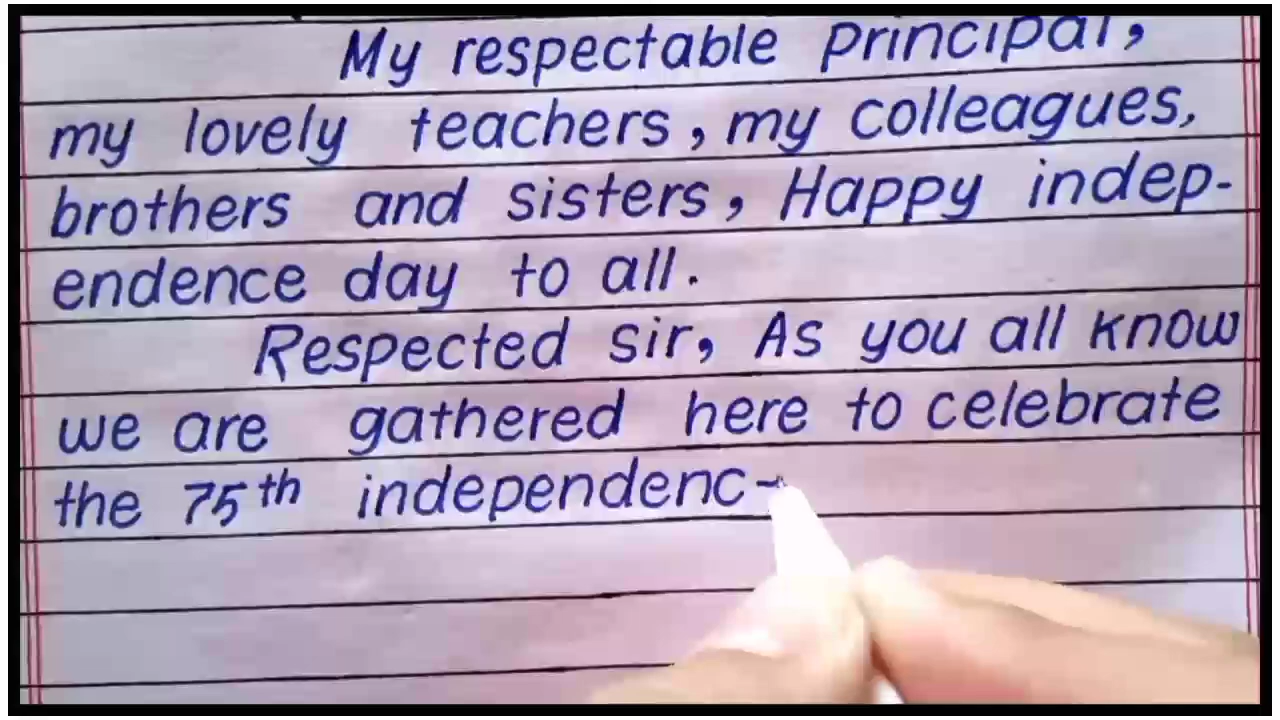 My respectable principal,
my lovely teachers, my colleagues,
brothers and sisters, Happy indep-
endence day to all.
Respected sir, As you all know
we are gathered here to celebrate
the 75th independenc